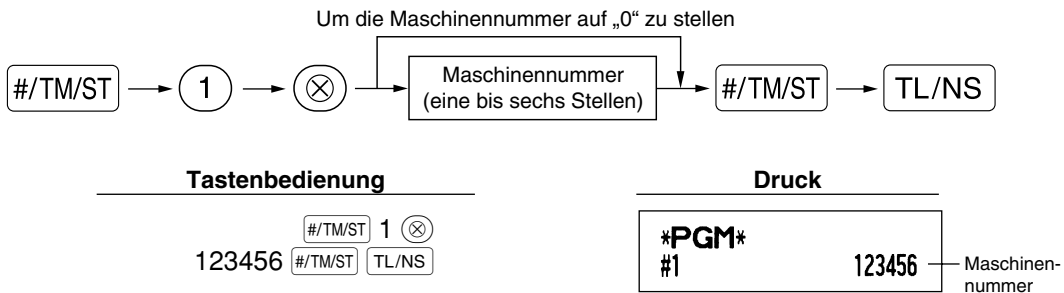 Um die Maschinennummer auf „0“ zu stellen
#/TM/ST 1 ⊗ Maschinennummer #/TM/ST TL/NS
(eine bis sechs Stellen)
Tastenbedienung
#/TM/ST 1 ⊗
123456 #/TM/ST TL/NS
Druck
*PGM*
#1 123456
Maschinen-
nummer